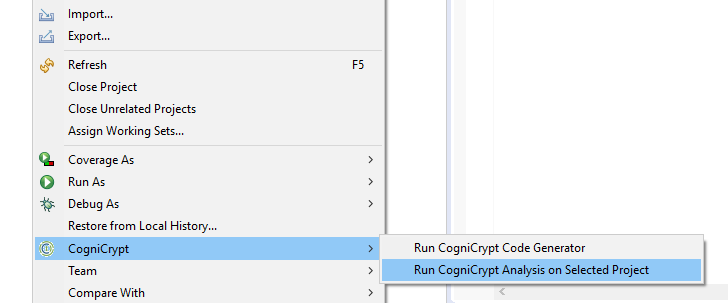 Import...
Export...
Refresh F5
Close Project
Close Unrelated Projects
Assign Working Sets...
Coverage As
Run As
Debug As
Restore from Local History...
CogniCrypt
Run CogniCrypt Code Generator
Run CogniCrypt Analysis on Selected Project
Team
Compare With